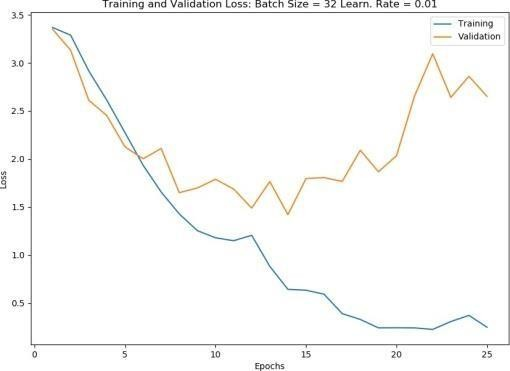 Training and Validation Loss: Batch Size = 32 Learn. Rate = 0.01
Training
Validation
Loss
3.5
3.0
2.5
2.0
1.5
1.0
0.5
0
5
10
15
20
25
Epochs